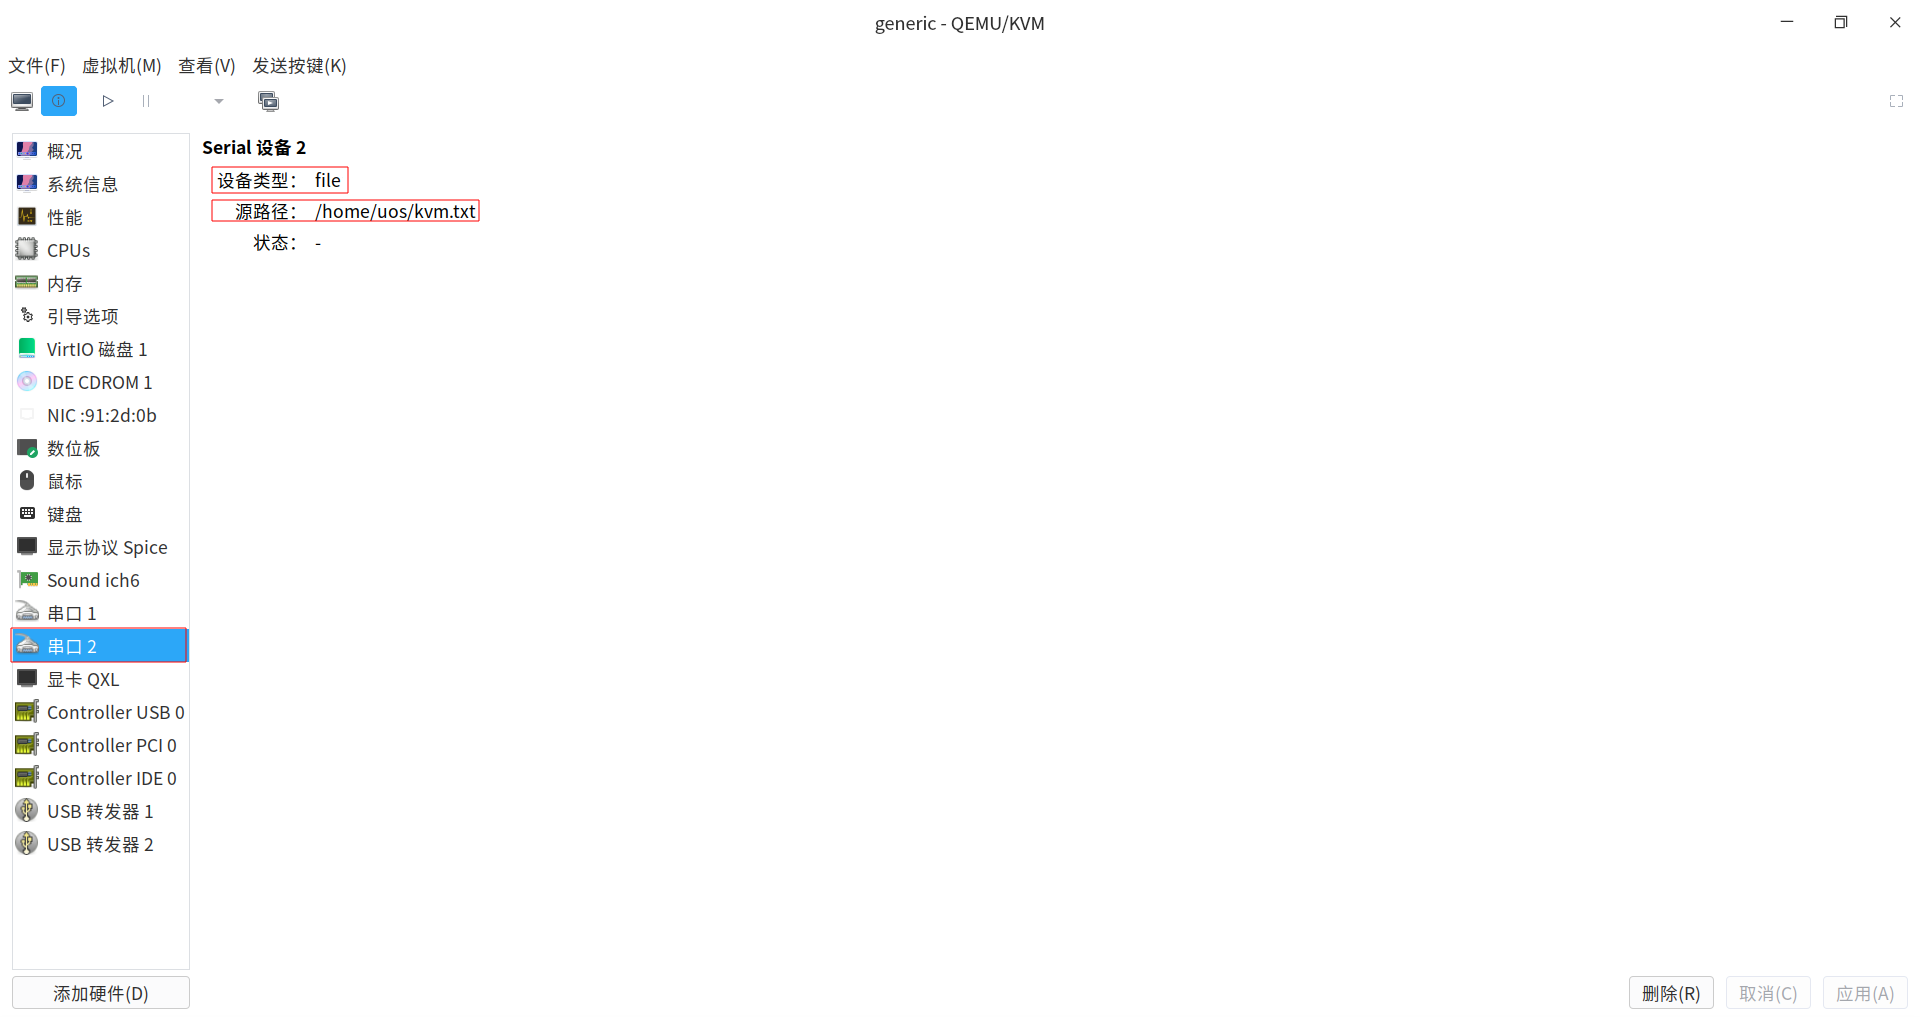 generic - QEMU/KVM
文件(F) 虚拟机(M) 查看(V) 发送按键(K)
概况
系统信息
性能
CPUs
内存
引导选项
VirtIO 磁盘 1
IDE CDROM 1
NIC :91:2d:0b
数位板
鼠标
键盘
显示协议 Spice
Sound ich6
串口 1
串口 2
显卡 QXL
Controller USB 0
Controller PCI 0
Controller IDE 0
USB 转发器 1
USB 转发器 2
添加硬件(D)
Serial 设备 2
设备类型： file
源路径： /home/uos/kvm.txt
状态： -
删除(R) 取消(C) 应用(A)